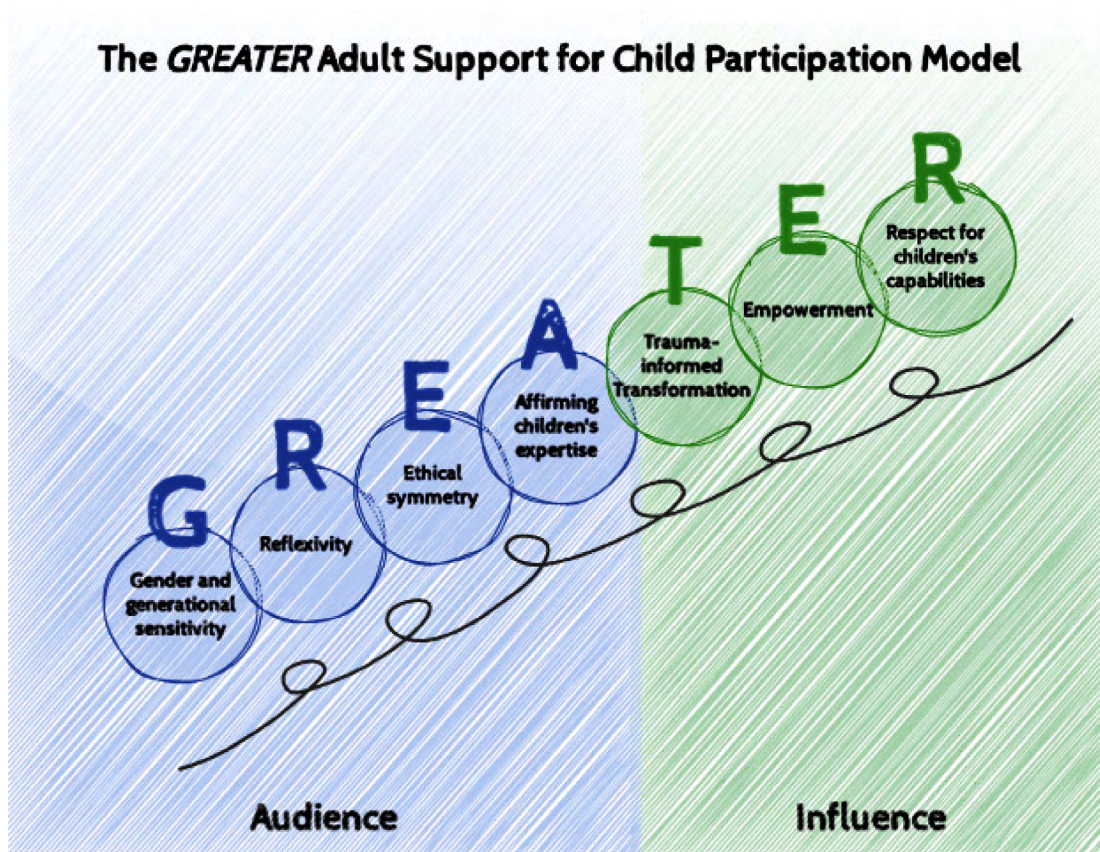 The GREATER Adult Support for Child Participation Model
G
Gender and
generational
sensitivity
R
Reflexivity
E
Ethical
symmetry
A
Affirming
children's
expertise
T
Trauma-
informed
Transformation
E
Empowerment
R
Respect for
children's
capabilities
Audience
Influence